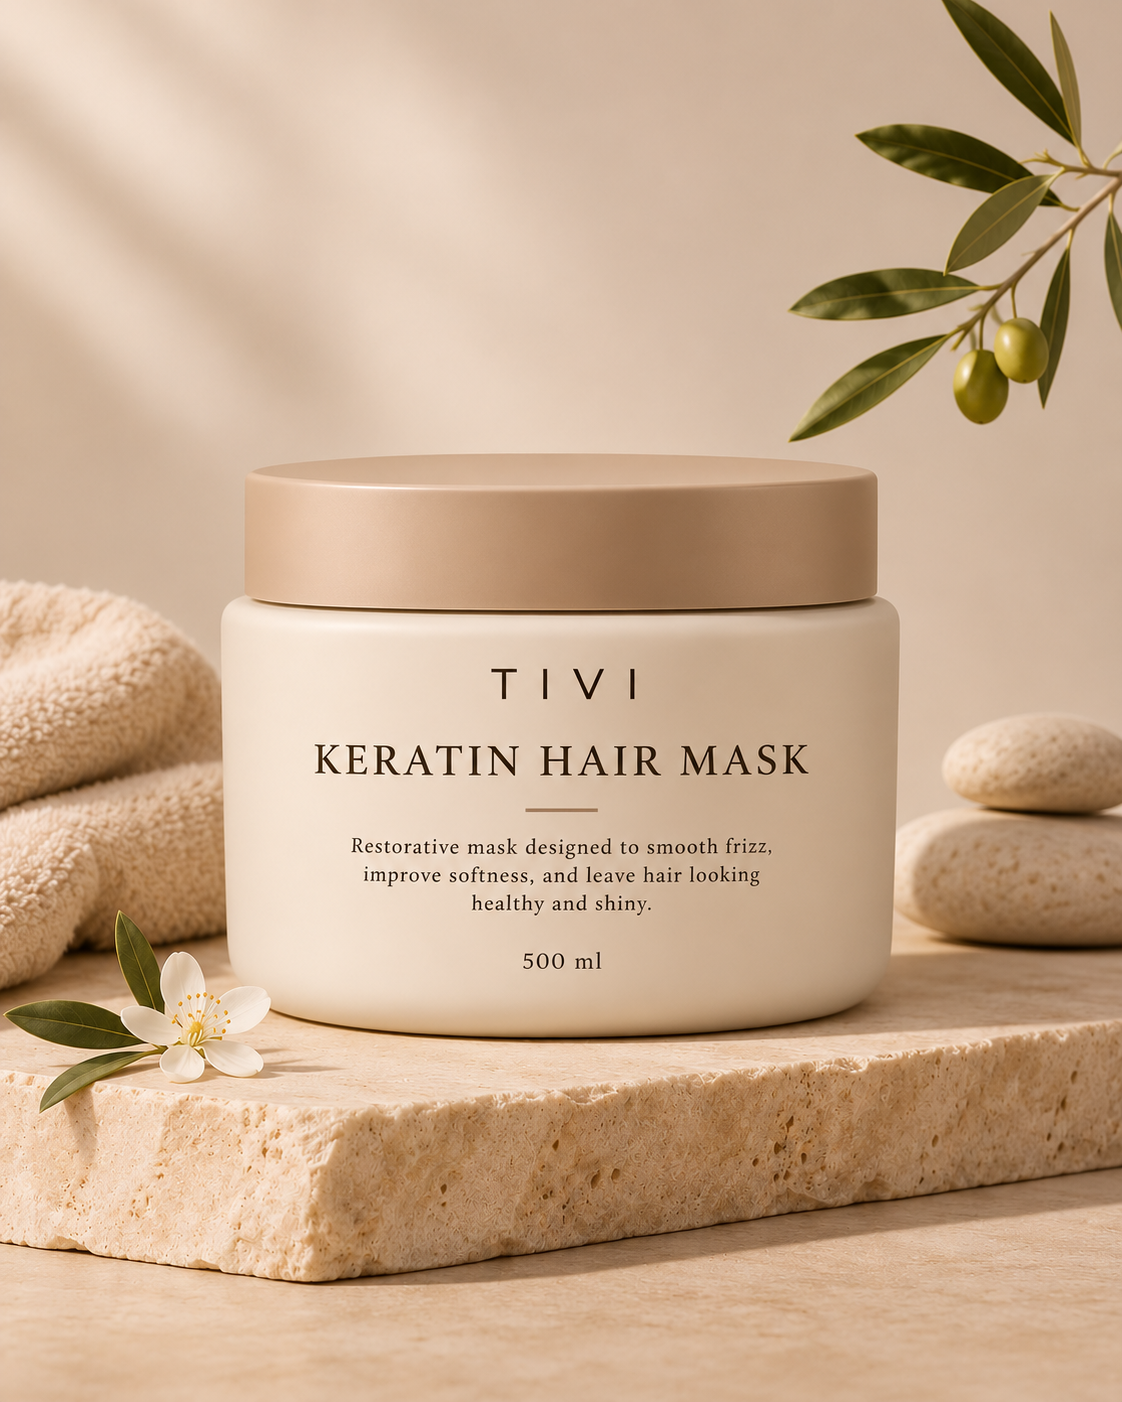 TIVI
KERATIN HAIR MASK
Restorative mask designed to smooth frizz,
improve softness, and leave hair looking
healthy and shiny.
500 ml